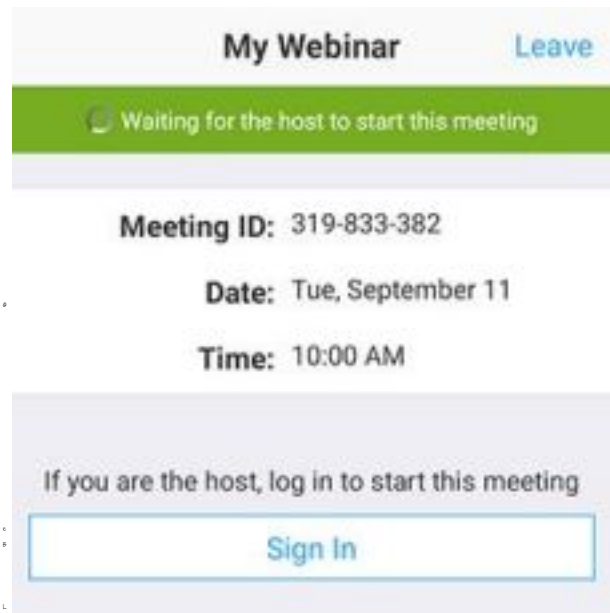 My Webinar Leave
Waiting for the host to start this meeting
Meeting ID: 319-833-382
Date: Tue, September 11
Time: 10:00 AM
If you are the host, log in to start this meeting
Sign In